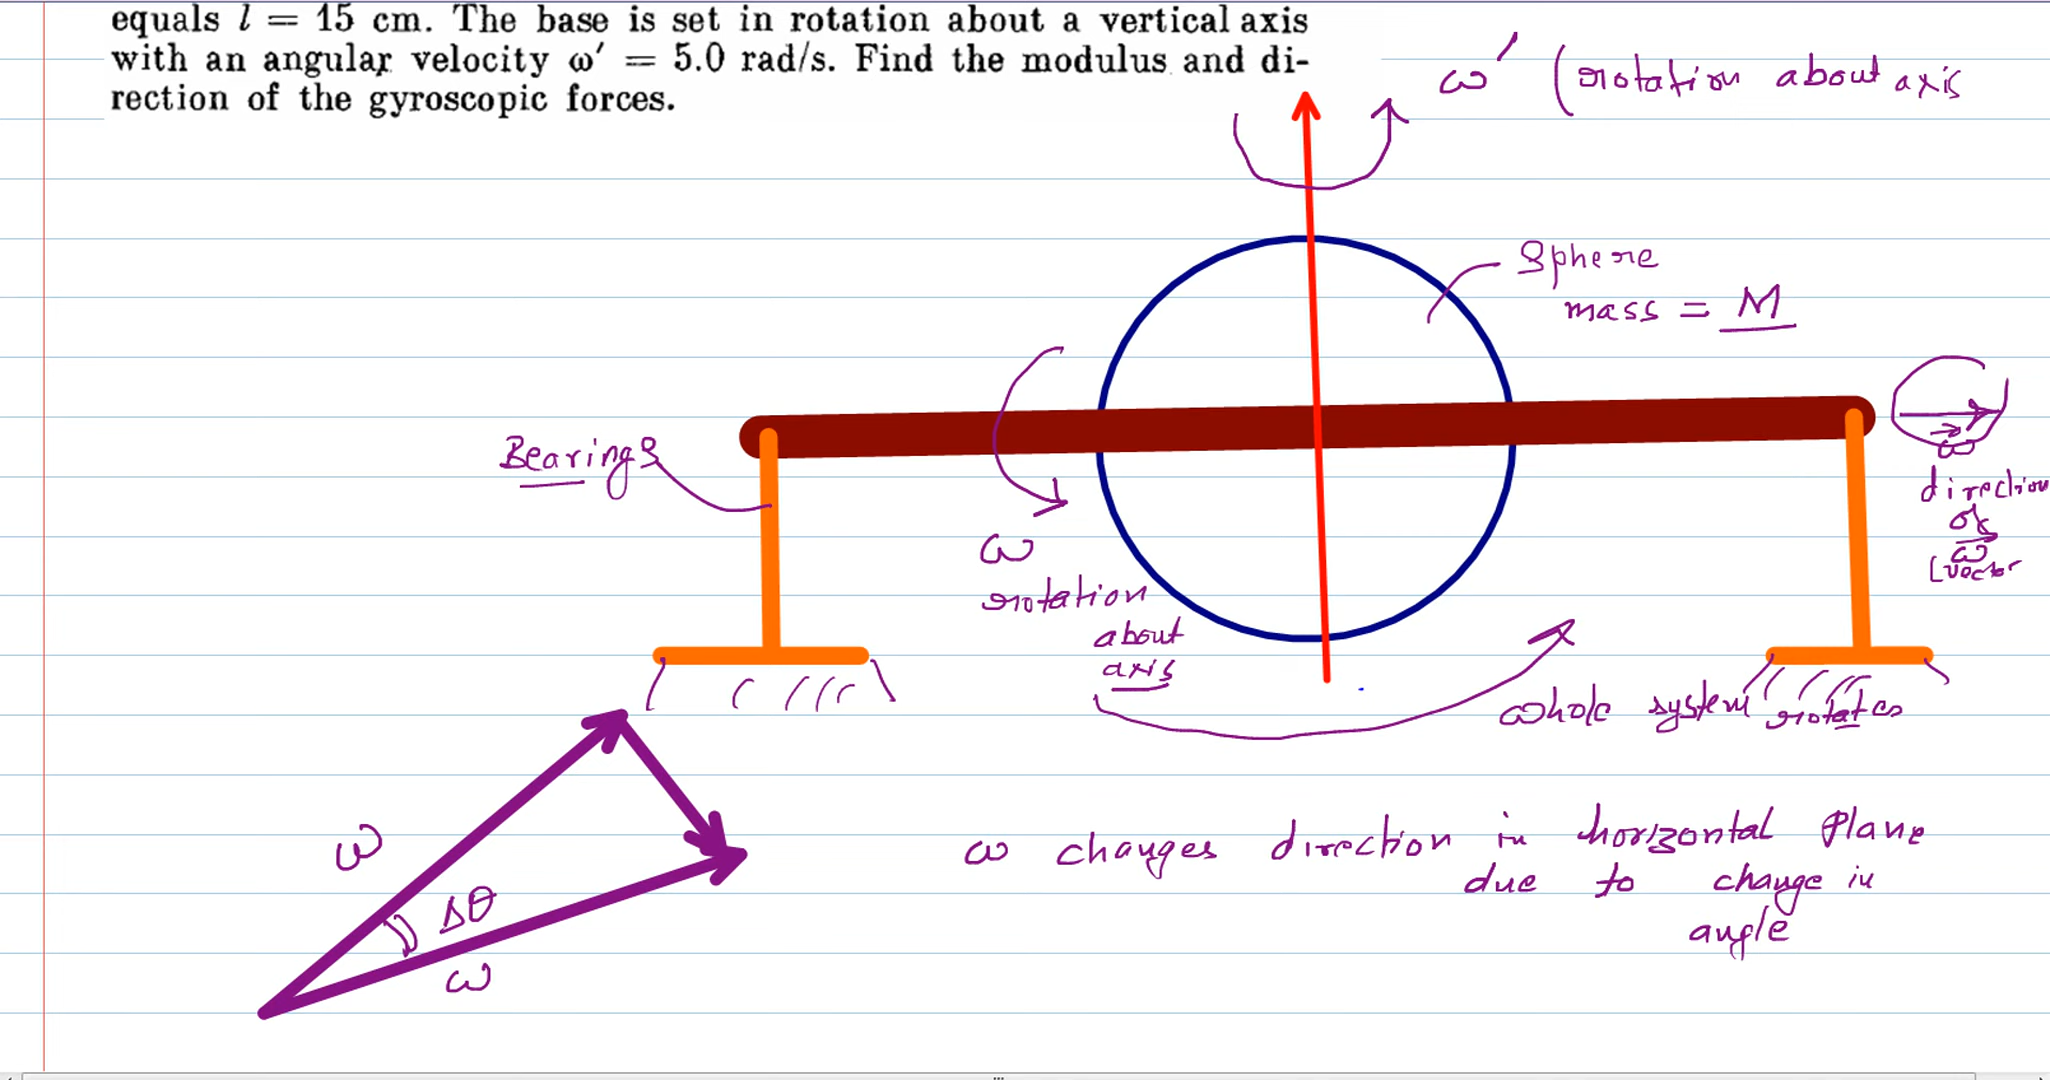 equals l = 15 cm. The base is set in rotation about a vertical axis
with an angular velocity ω′ = 5.0 rad/s. Find the modulus and di-
rection of the gyroscopic forces.
ω′ (rotation about axis
Sphere
mass = M
Bearings
ω
rotation
about
axis
ω
direction
of
ω
(vector
whole system rotates
ω
Δθ
ω
ω changes direction in horizontal plane
due to change in
angle